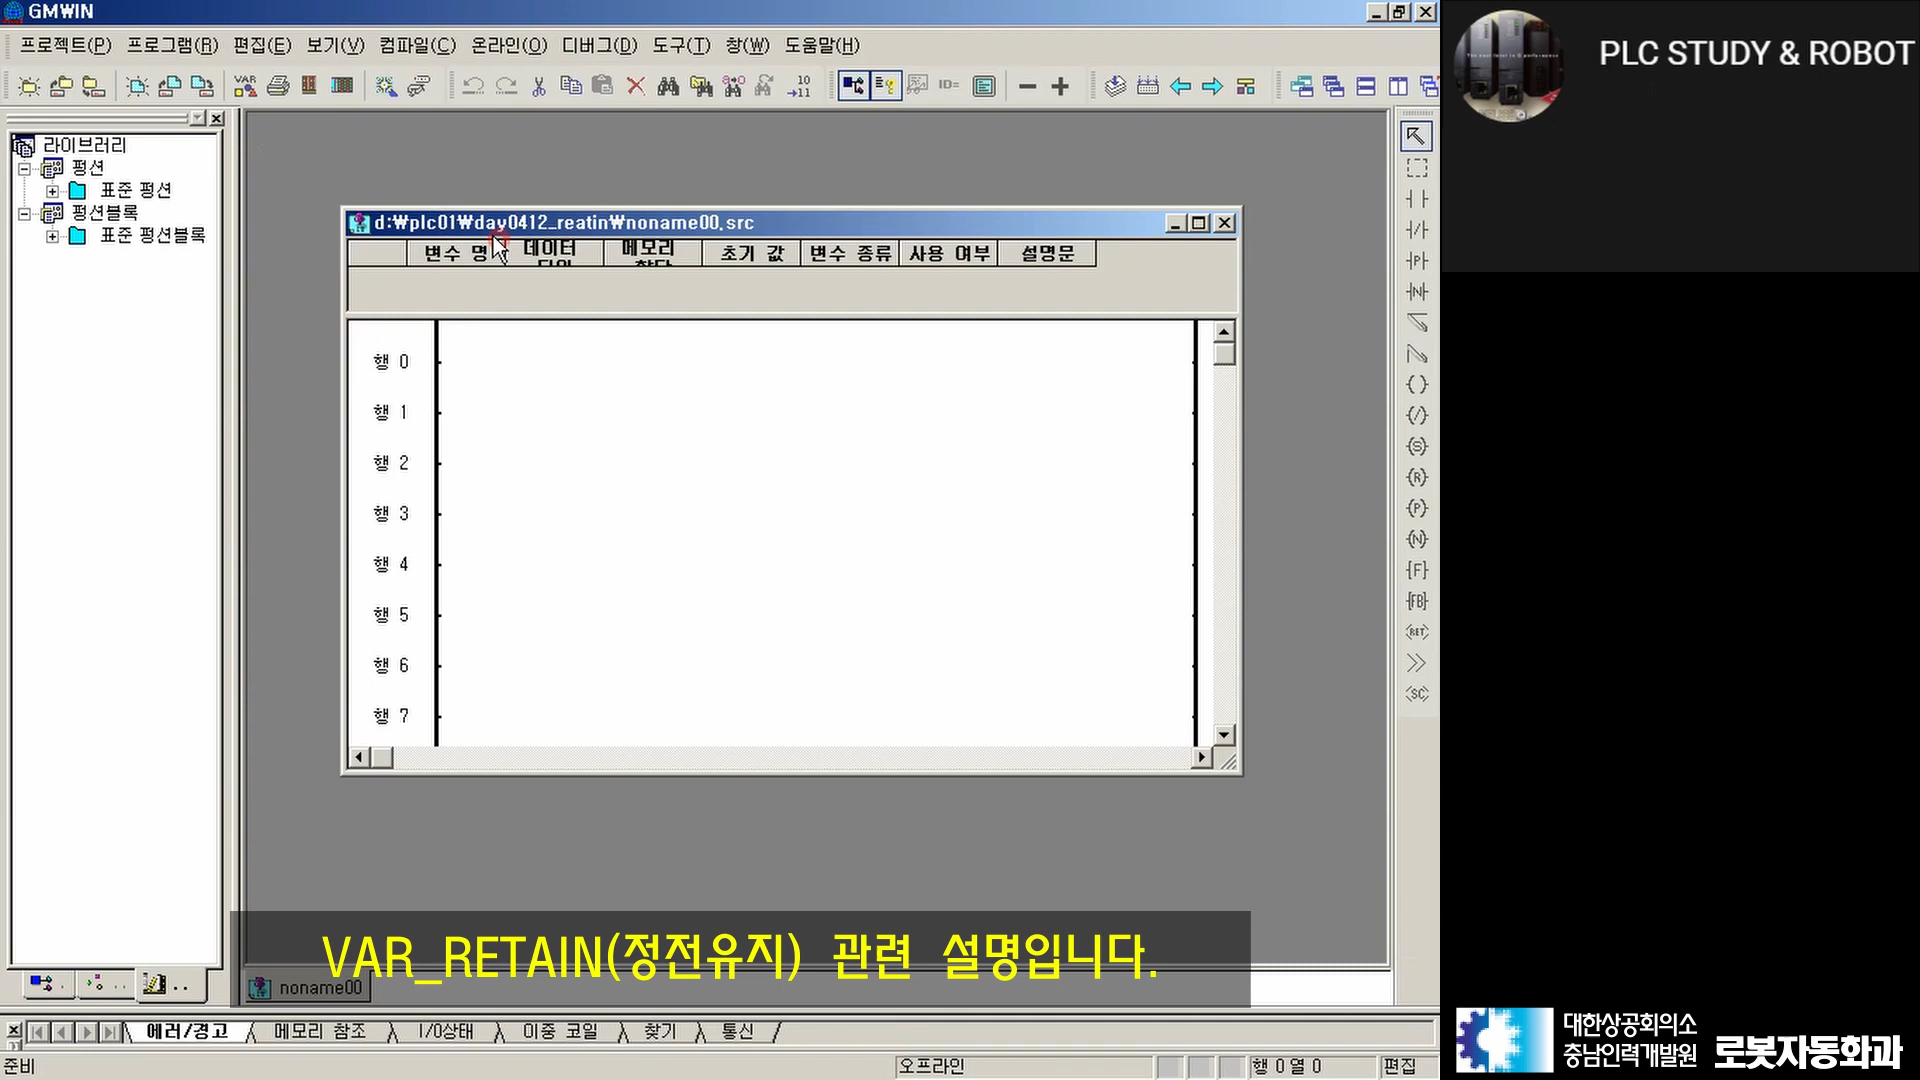 GMWIN
프로젝트(P) 프로그램(R) 편집(E) 보기(V) 컴파일(C) 온라인(O) 디버그(D) 도구(T) 창(W) 도움말(H)
라이브러리
펑션
표준 펑션
펑션블록
표준 펑션블록
d:₩plc01₩day0412_reatin₩noname00.src
변수 명 데이터 메모리 초기 값 변수 종류 사용 여부 설명문
행 0
행 1
행 2
행 3
행 4
행 5
행 6
행 7
VAR_RETAIN(정전유지) 관련 설명입니다.
noname00
에러/경고 메모리 참조 I/O상태 이중 코일 찾기 통신
준비 오프라인 행 0 열 0 편집
PLC STUDY & ROBOT
대한상공회의소
충남인력개발원 로봇자동화과